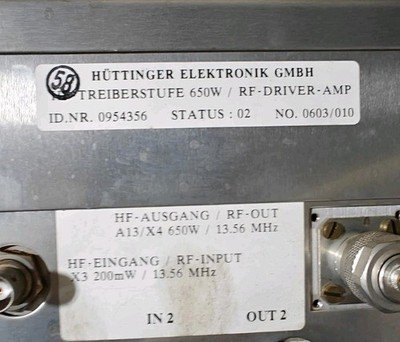 58
HÜTTINGER ELEKTRONIK GMBH
TREIBERSTUFE 650W / RF-DRIVER-AMP
ID.NR. 0954356 STATUS : 02 NO. 0603/010
HF-AUSGANG / RF-OUT
A13/X4 650W / 13.56 MHz
HF-EINGANG / RF-INPUT
X3 200mW / 13.56 MHz
IN 2 OUT 2